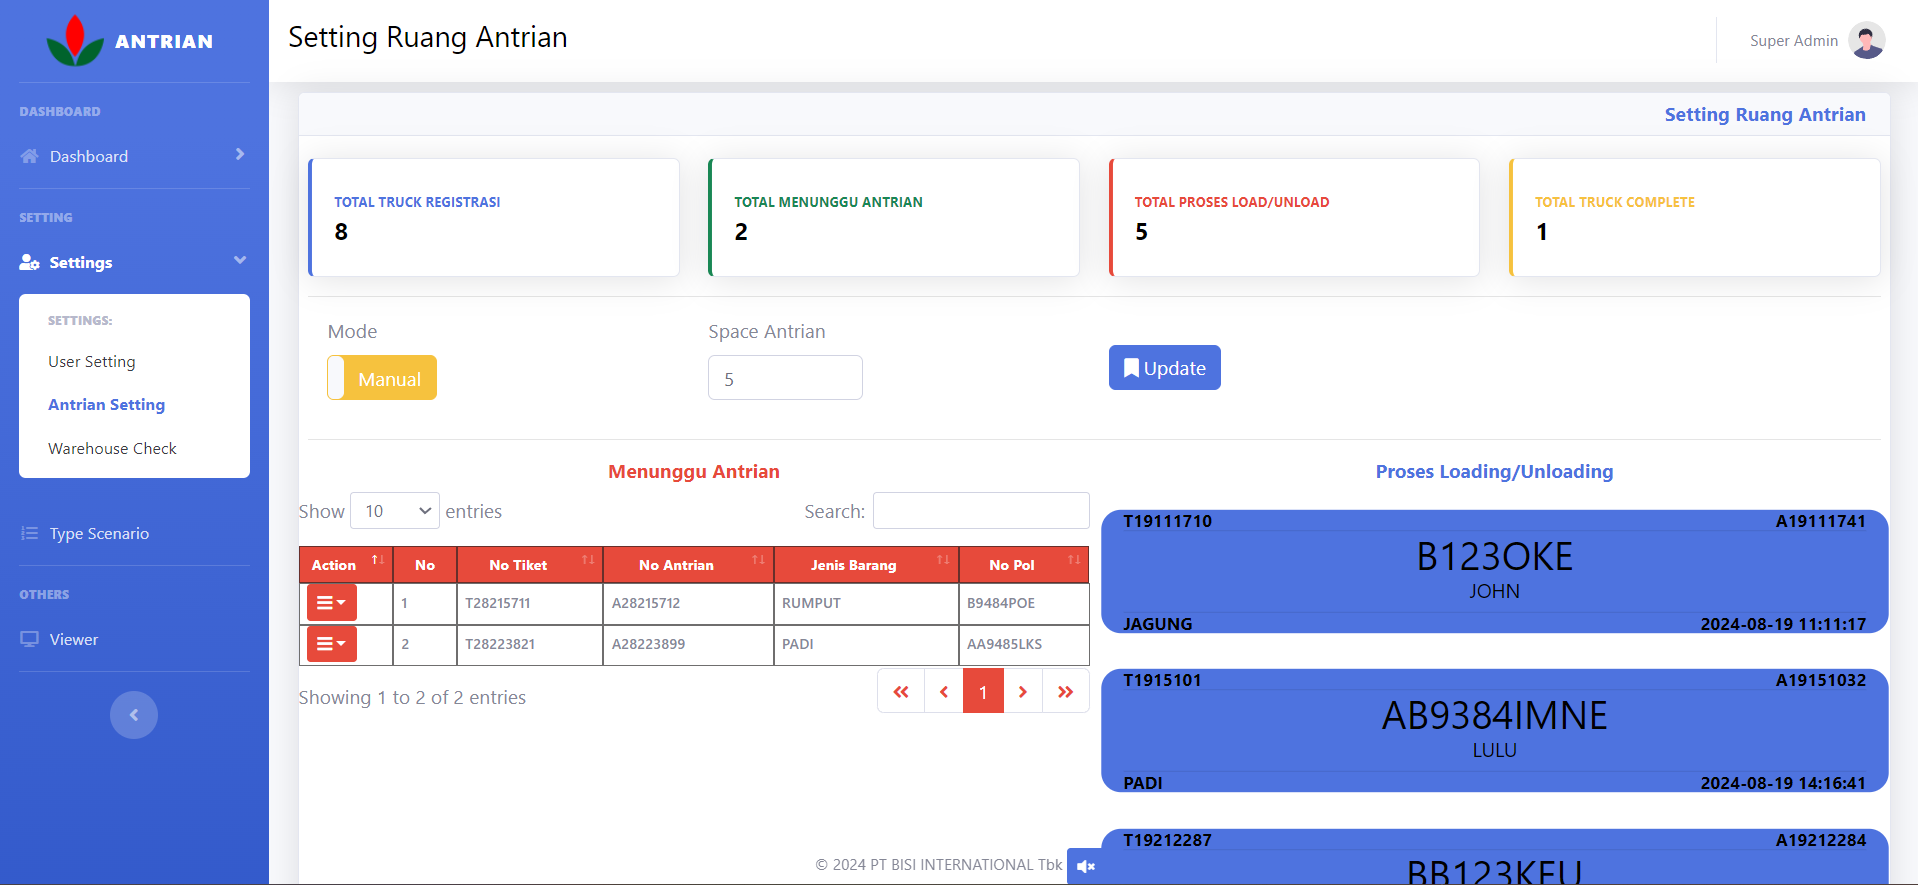 ANTRIAN
Setting Ruang Antrian
Super Admin
DASHBOARD
Dashboard
SETTING
Settings
SETTINGS:
User Setting
Antrian Setting
Warehouse Check
Type Scenario
OTHERS
Viewer
Setting Ruang Antrian
TOTAL TRUCK REGISTRASI
8
TOTAL MENUNGGU ANTRIAN
2
TOTAL PROSES LOAD/UNLOAD
5
TOTAL TRUCK COMPLETE
1
Mode
Manual
Space Antrian
5
Update
Menunggu Antrian
Show 10 entries
Search:
Action No No Tiket No Antrian Jenis Barang No Pol
1 T28215711 A28215712 RUMPUT B9484POE
2 T28223821 A28223899 PADI AA9485LKS
Showing 1 to 2 of 2 entries
1
Proses Loading/Unloading
T19111710 A19111741
B123OKE
JOHN
JAGUNG 2024-08-19 11:11:17
T1915101 A19151032
AB9384IMNE
LULU
PADI 2024-08-19 14:16:41
T19212287 A19212284
BB123KEU
© 2024 PT BISI INTERNATIONAL Tbk